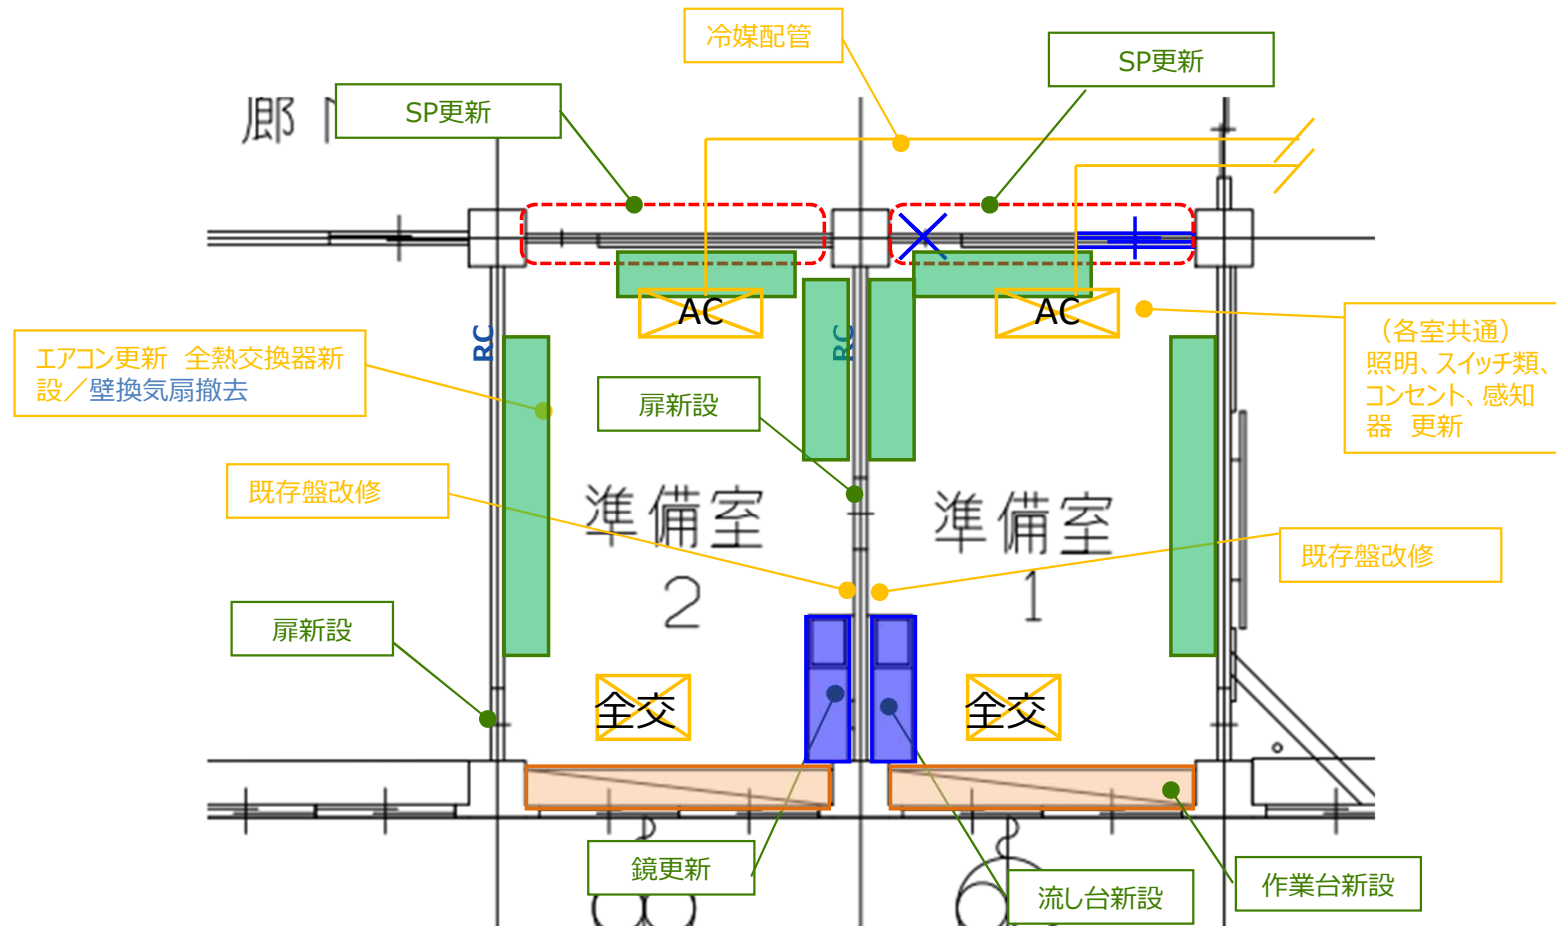 冷媒配管
SP更新
SP更新
郎
AC
AC
RC
RC
エアコン更新 全熱交換器新
設／壁換気扇撤去
（各室共通）
照明、スイッチ類、
コンセント、感知
器 更新
扉新設
既存盤改修
準備室
2
準備室
1
既存盤改修
扉新設
全交
全交
鏡更新
流し台新設
作業台新設